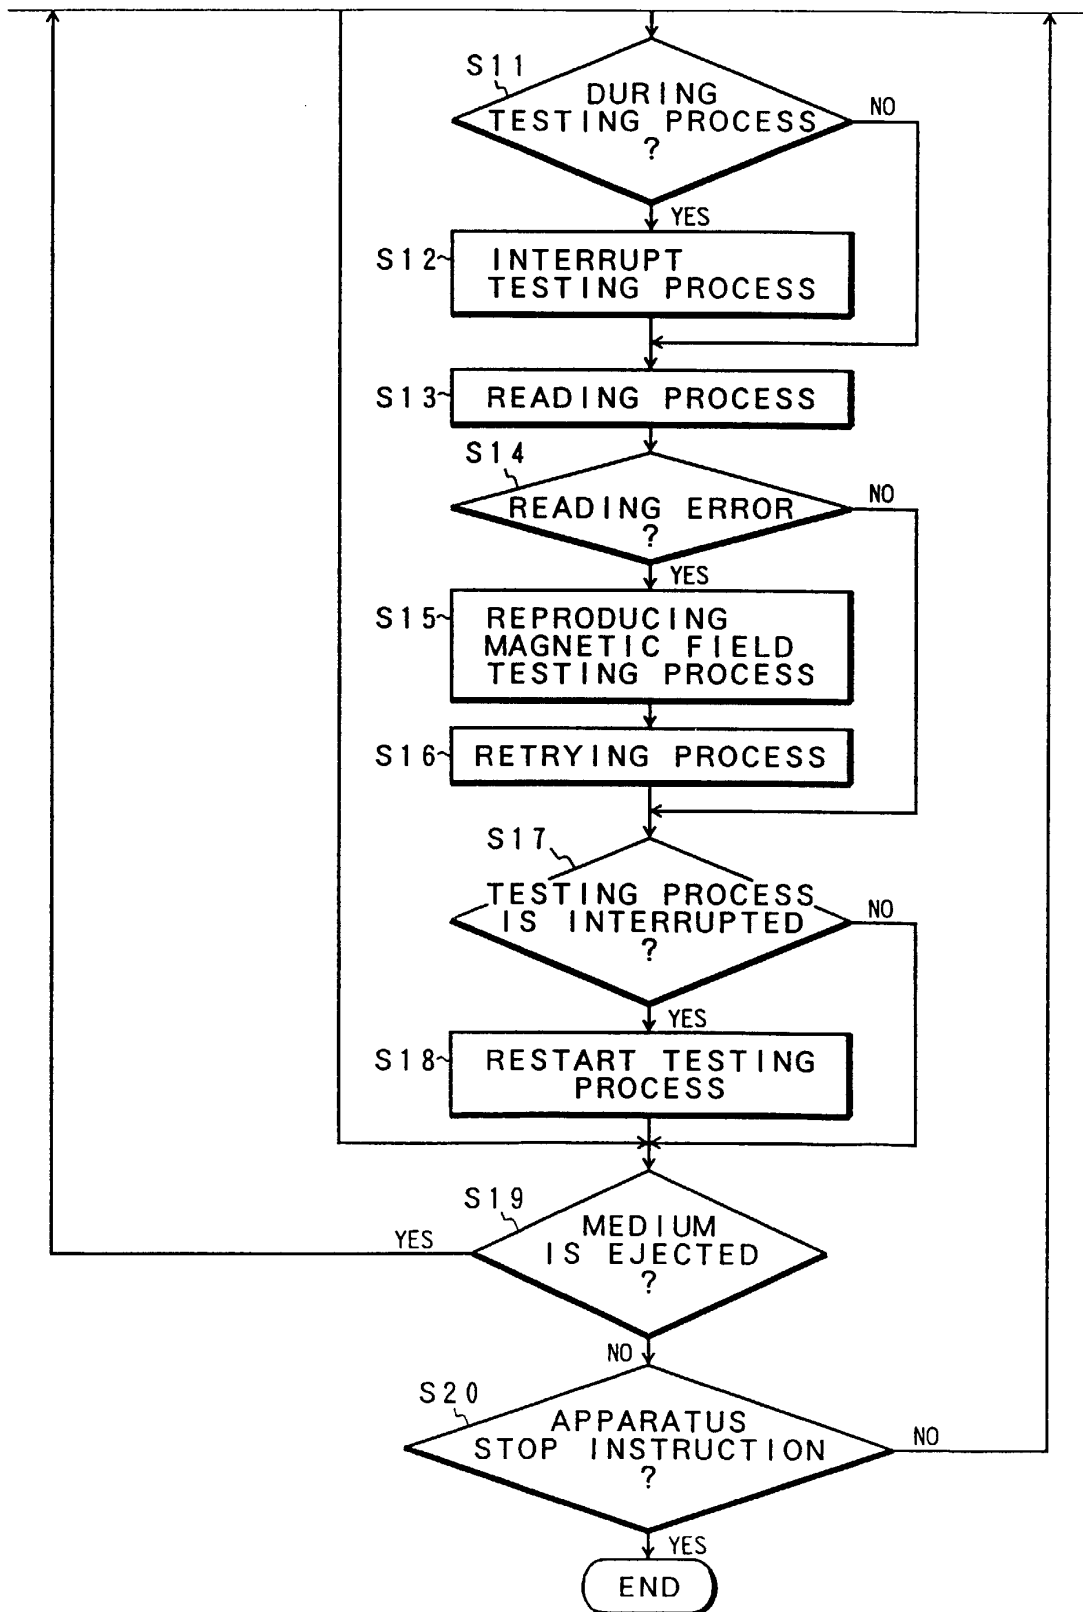 S11
DURING
TESTING PROCESS
?
NO
YES
S12
INTERRUPT
TESTING PROCESS
S13
READING PROCESS
S14
READING ERROR
?
NO
YES
S15
REPRODUCING
MAGNETIC FIELD
TESTING PROCESS
S16
RETRYING PROCESS
S17
TESTING PROCESS
IS INTERRUPTED
?
NO
YES
S18
RESTART TESTING
PROCESS
S19
MEDIUM
IS EJECTED
?
YES
NO
S20
APPARATUS
STOP INSTRUCTION
?
NO
YES
END